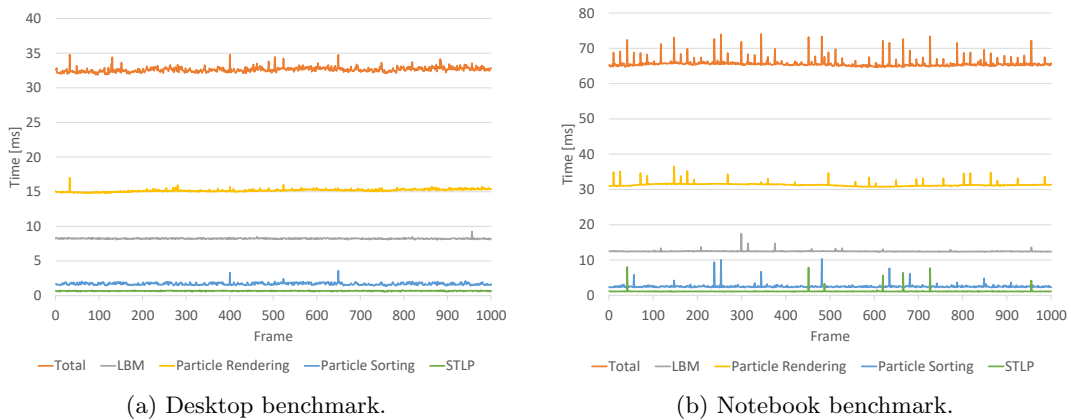 40
35
30
25
20
15
10
5
0
Time [ms]
0 100 200 300 400 500 600 700 800 900 1000
Frame
Total LBM Particle Rendering Particle Sorting STLP
(a) Desktop benchmark.
80
70
60
50
40
30
20
10
0
Time [ms]
0 100 200 300 400 500 600 700 800 900 1000
Frame
Total LBM Particle Rendering Particle Sorting STLP
(b) Notebook benchmark.